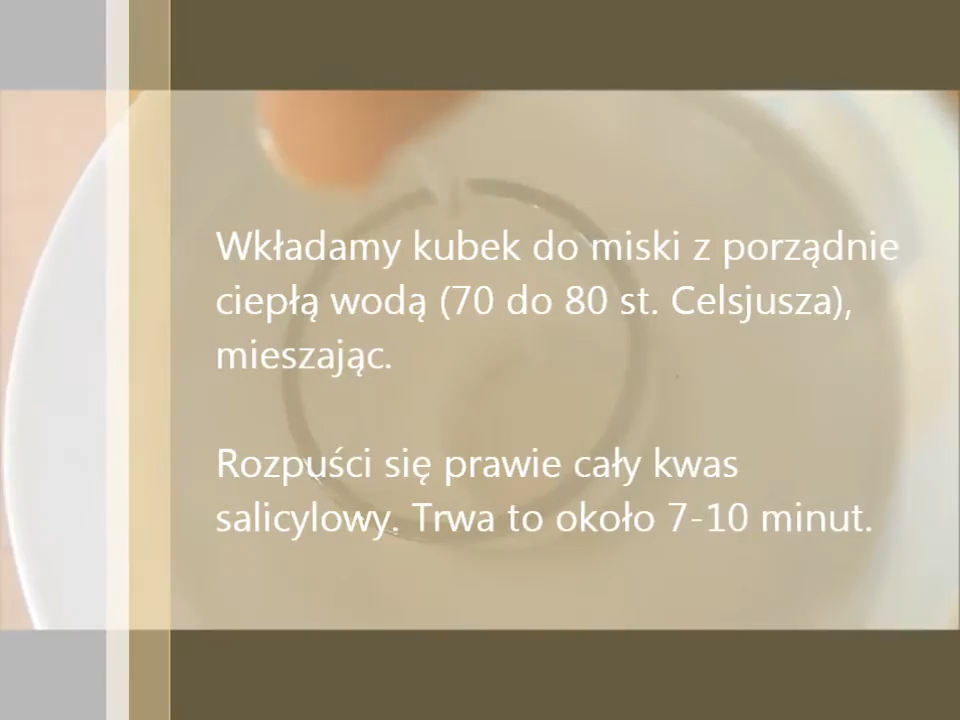 Wkładamy kubek do miski z porządnie
ciepłą wodą (70 do 80 st. Celsjusza),
mieszając.
Rozpuści się prawie cały kwas
salicylowy. Trwa to około 7-10 minut.